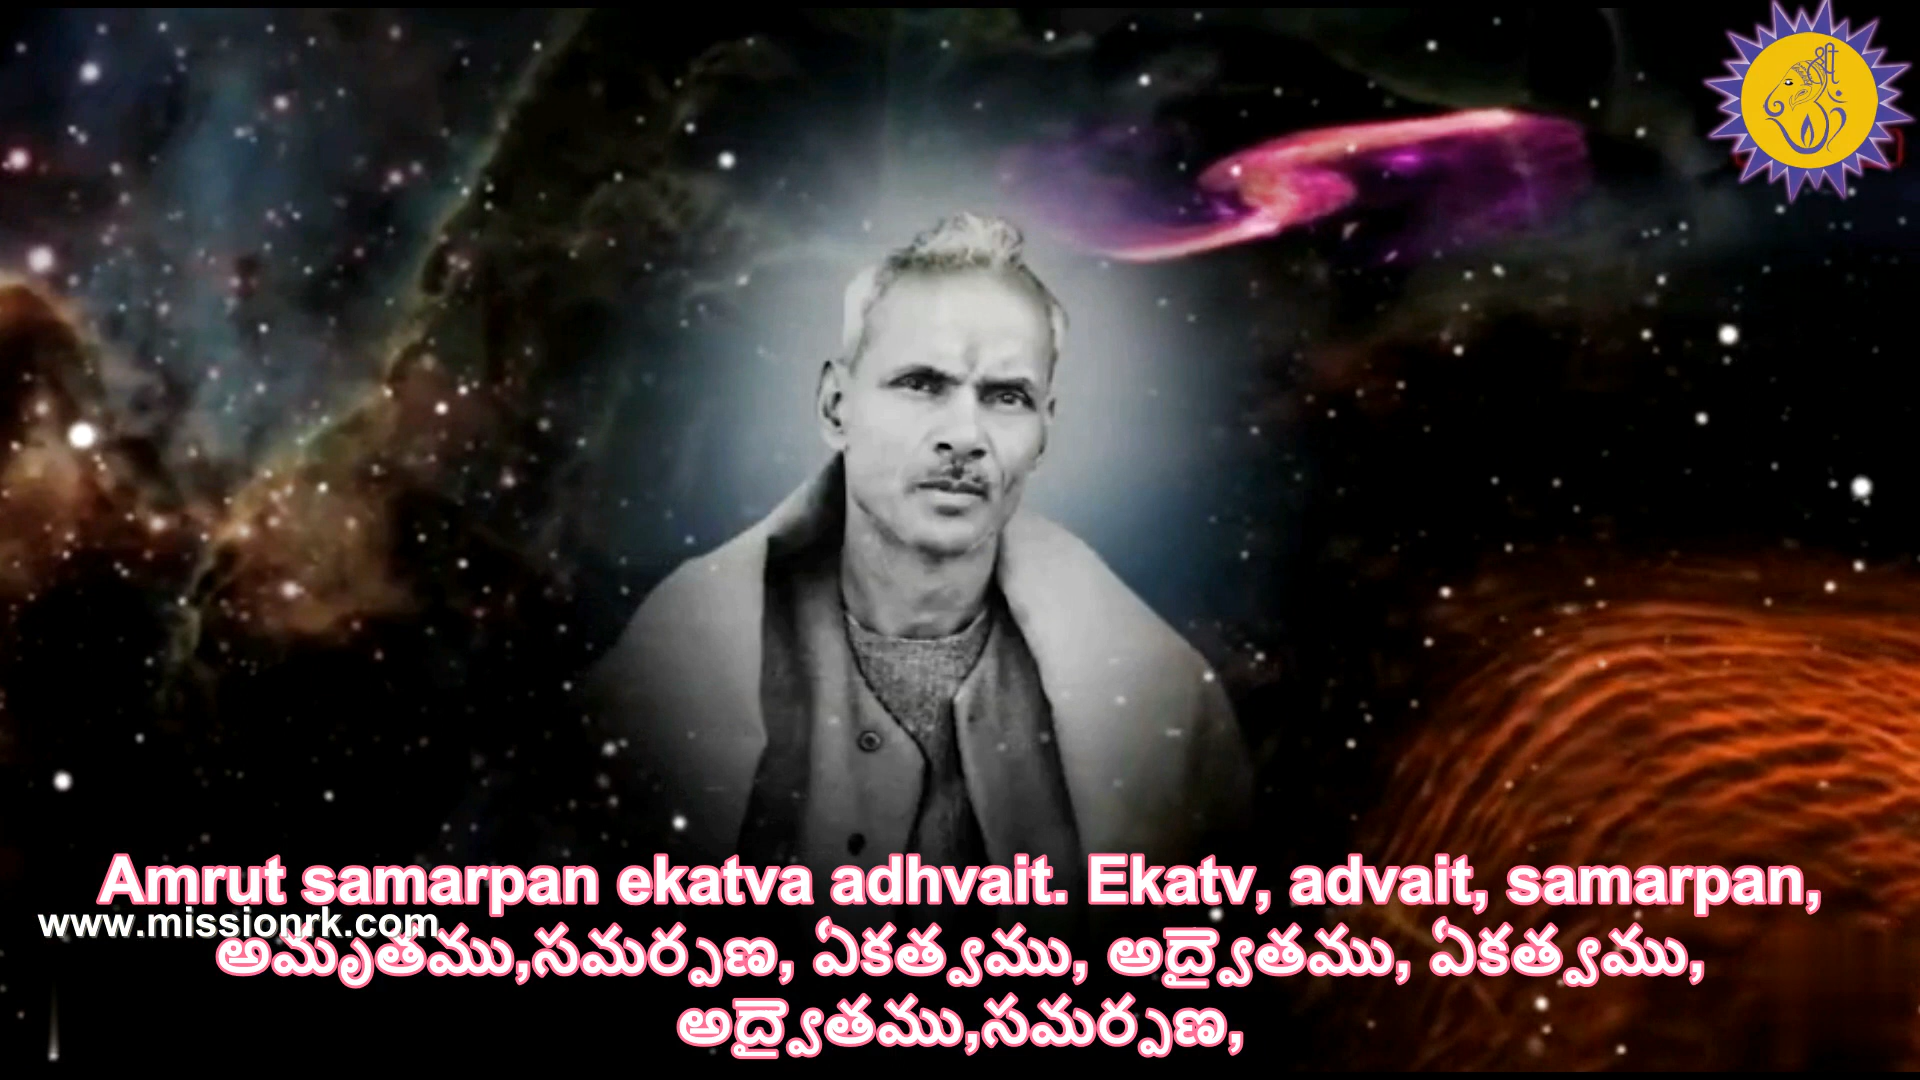 Amrut samarpan ekatva adhvait. Ekatv, advait, samarpan,
www.missionrk.com
అమృతము,సమర్పణ, ఏకత్వము, అద్వైతము, ఏకత్వము,
అద్వైతము,సమర్పణ,